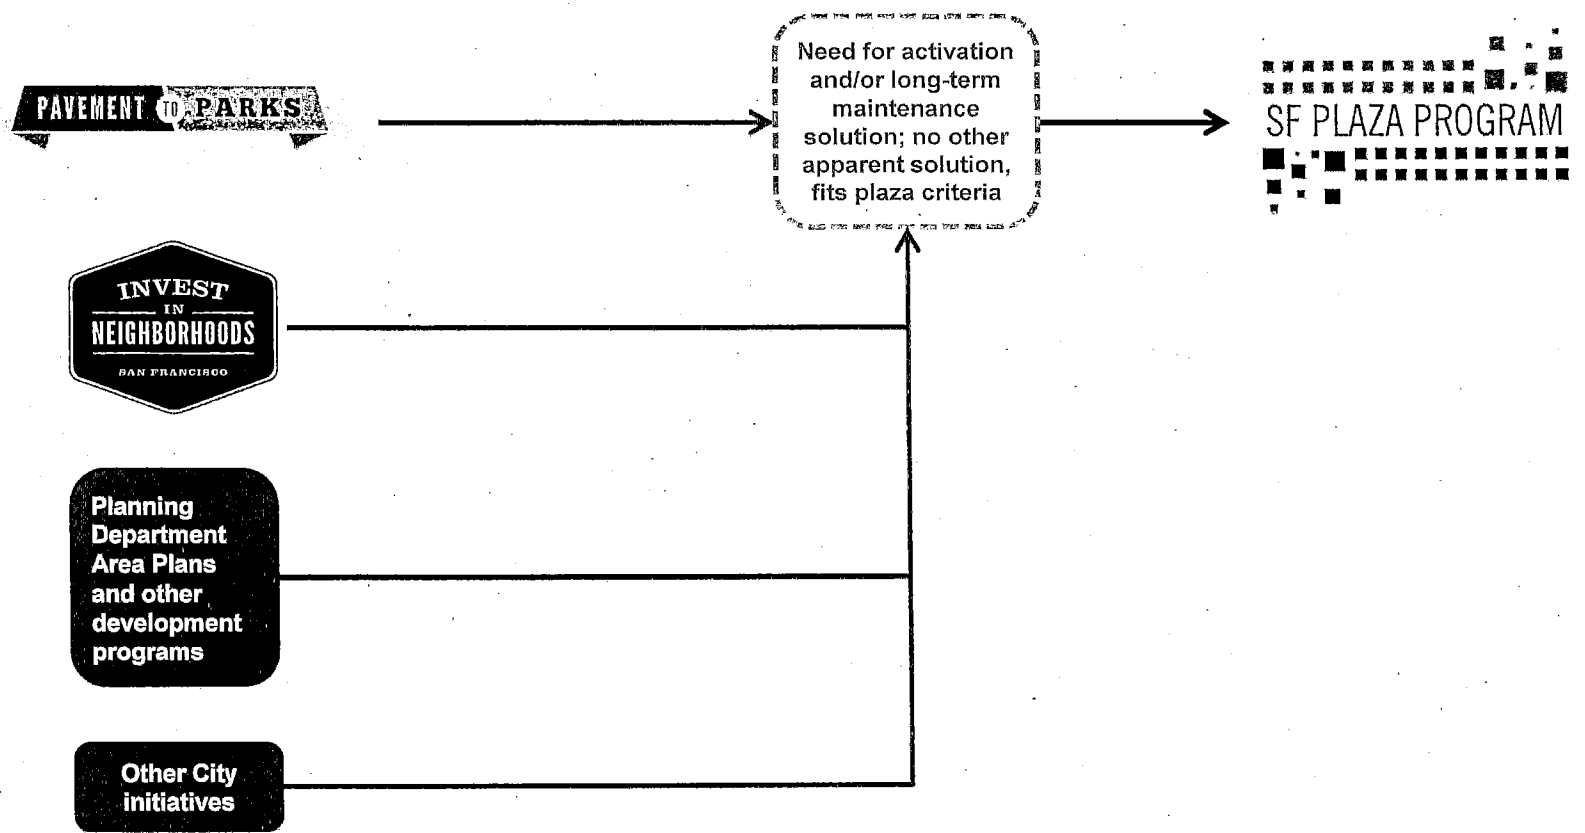 PAVEMENT TO PARKS
Need for activation
and/or long-term
maintenance
solution; no other
apparent solution,
fits plaza criteria
SF PLAZA PROGRAM
INVEST
IN
NEIGHBORHOODS
SAN FRANCISCO
Planning
Department
Area Plans
and other
development
programs
Other City
initiatives